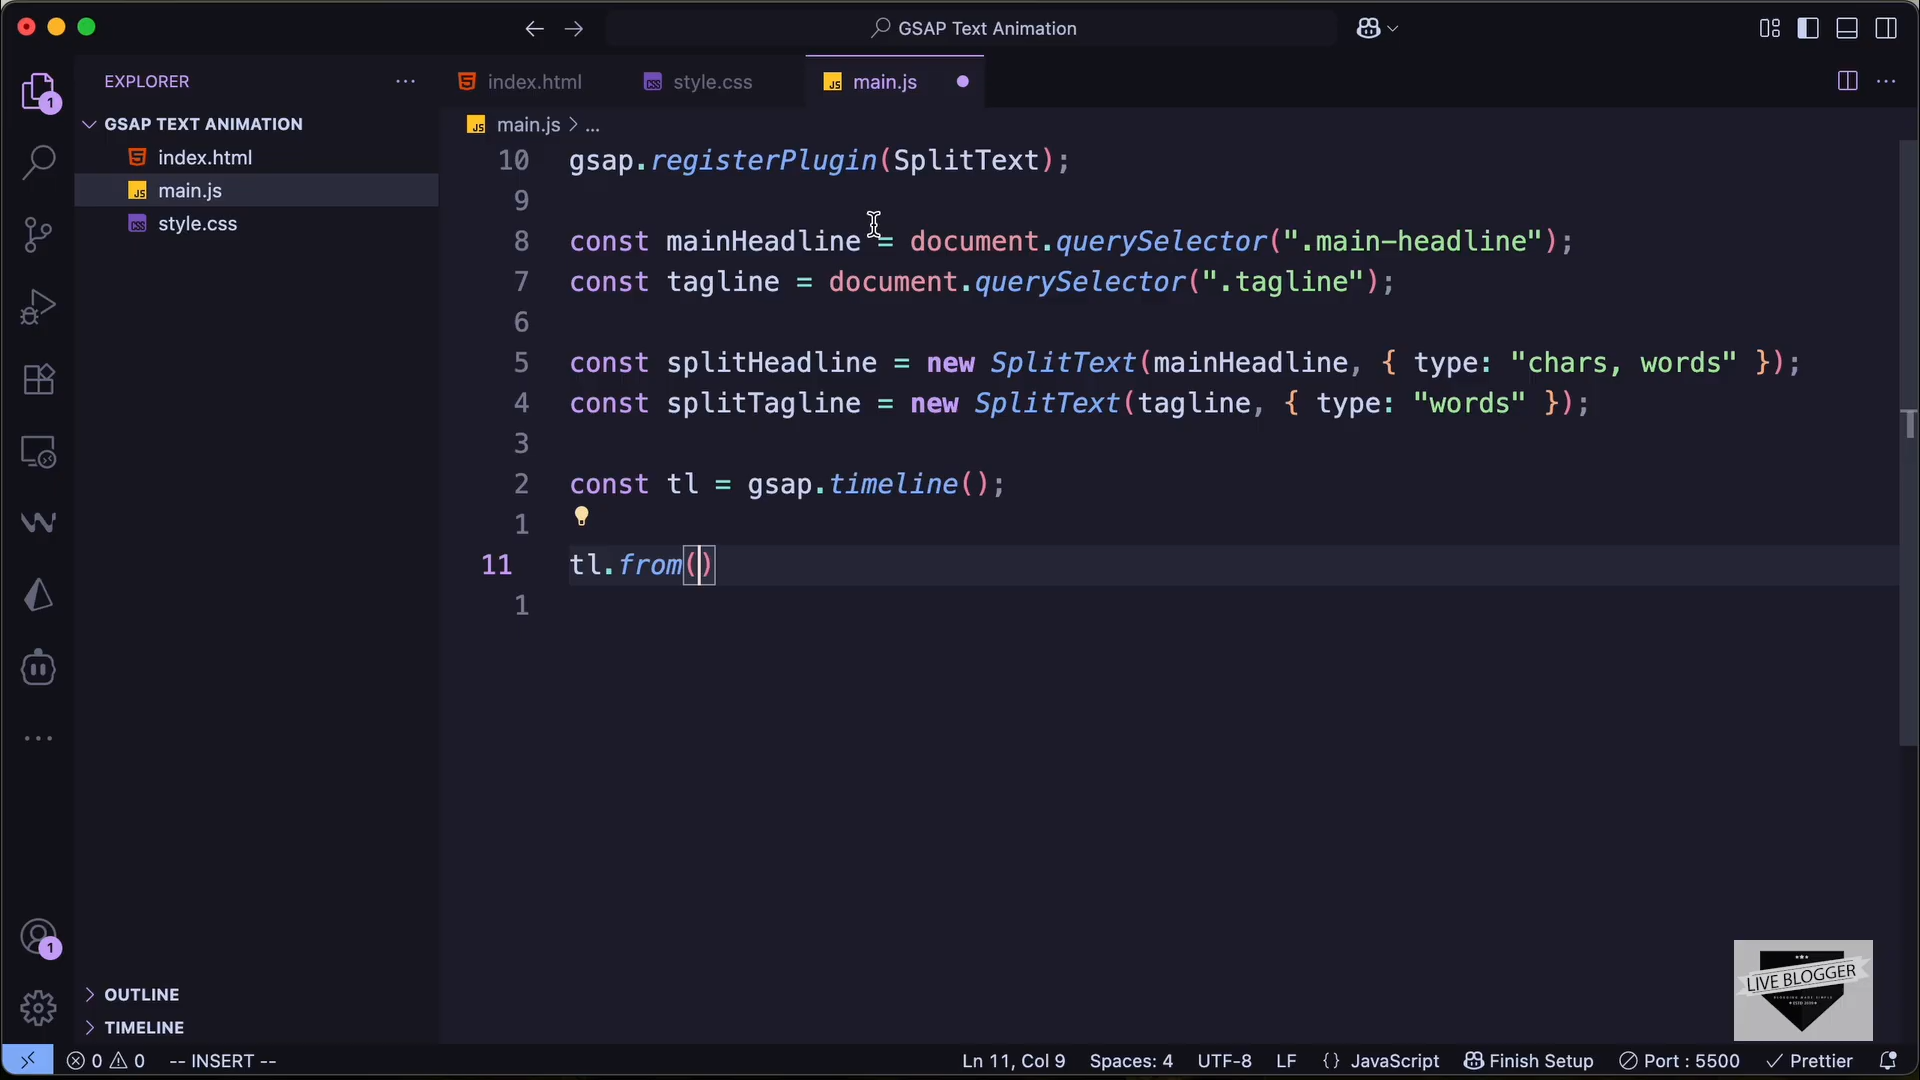 GSAP Text Animation
EXPLORER
index.html
style.css
main.js
GSAP TEXT ANIMATION
index.html
main.js
style.css
main.js > ...
10 gsap.registerPlugin(SplitText);
9
8 const mainHeadline = document.querySelector(".main-headline");
7 const tagline = document.querySelector(".tagline");
6
5 const splitHeadline = new SplitText(mainHeadline, { type: "chars, words" });
4 const splitTagline = new SplitText(tagline, { type: "words" });
3
2 const tl = gsap.timeline();
1
11 tl.from()
1
1
1
OUTLINE
TIMELINE
LIVE BLOGGER
0 0 -- INSERT -- Ln 11, Col 9 Spaces: 4 UTF-8 LF {} JavaScript Finish Setup Port : 5500 Prettier